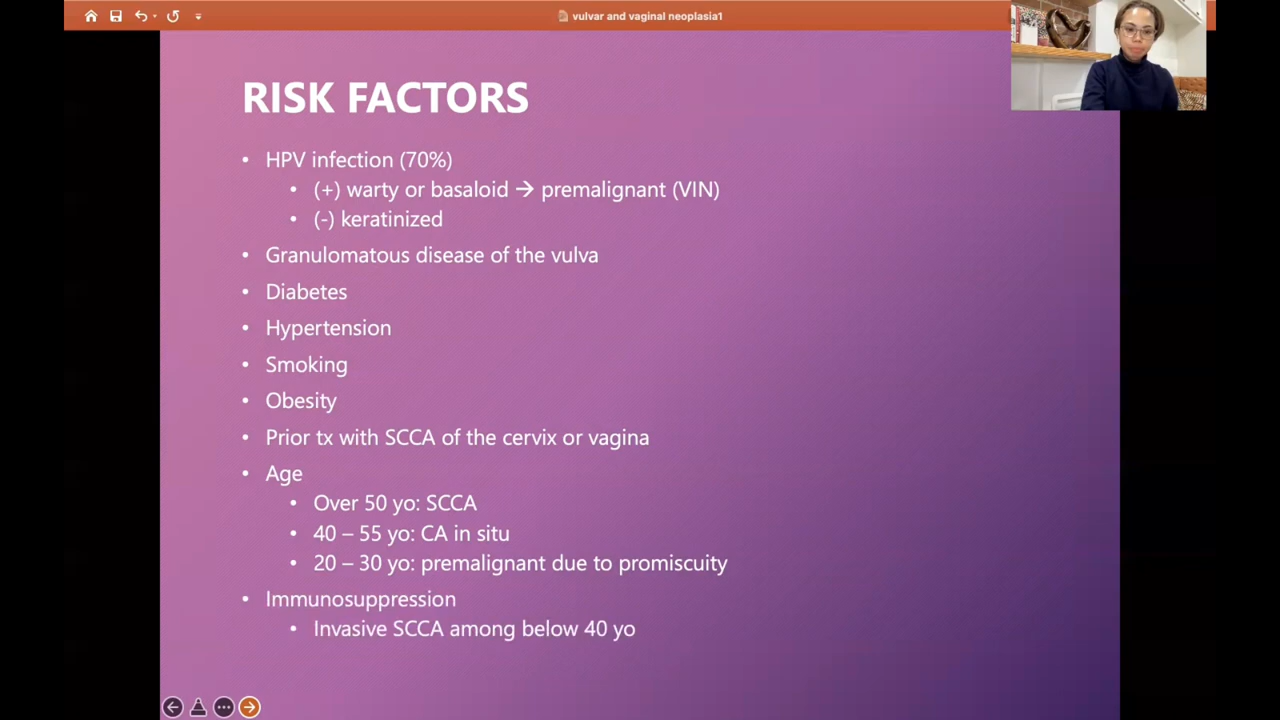 vulvar and vaginal neoplasia1
RISK FACTORS
• HPV infection (70%)
• (+) warty or basaloid → premalignant (VIN)
• (-) keratinized
• Granulomatous disease of the vulva
• Diabetes
• Hypertension
• Smoking
• Obesity
• Prior tx with SCCA of the cervix or vagina
• Age
• Over 50 yo: SCCA
• 40 – 55 yo: CA in situ
• 20 – 30 yo: premalignant due to promiscuity
• Immunosuppression
• Invasive SCCA among below 40 yo